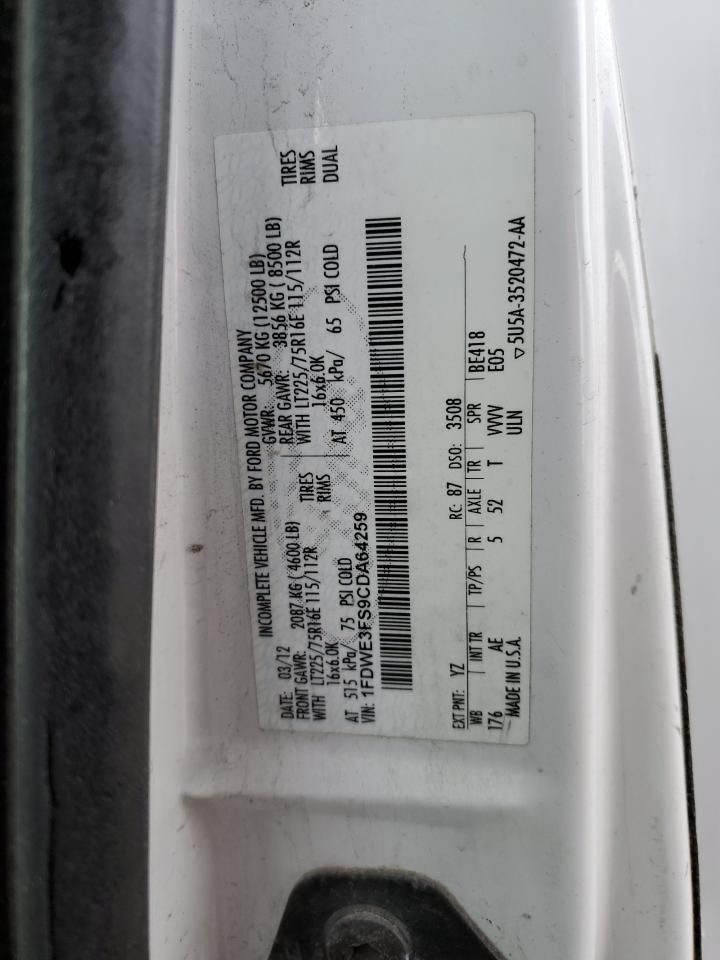 INCOMPLETE VEHICLE MFD. BY FORD MOTOR COMPANY
DATE: 03/12 GVWR: 5670 KG (12500 LB)
FRONT GAWR: 2087 KG ( 4600 LB) REAR GAWR: 3856 KG ( 8500 LB)
WITH LT225/75R16E 115/112R TIRES WITH LT225/75R16E 115/112R TIRES
16x6.0K RIMS 16x6.0K RIMS
AT 515 kPa/ 75 PSI COLD AT 450 kPa/ 65 PSI COLD DUAL
VIN: 1FDWE3FS9CDA64259
EXT PNT: YZ RC: 87 DSO: 3508
WB INT TR TP/PS R AXLE TR SPR BE418
176 AE 5 52 T VVVV E05
MADE IN U.S.A. ULN
▽5U5A-3520472-AA